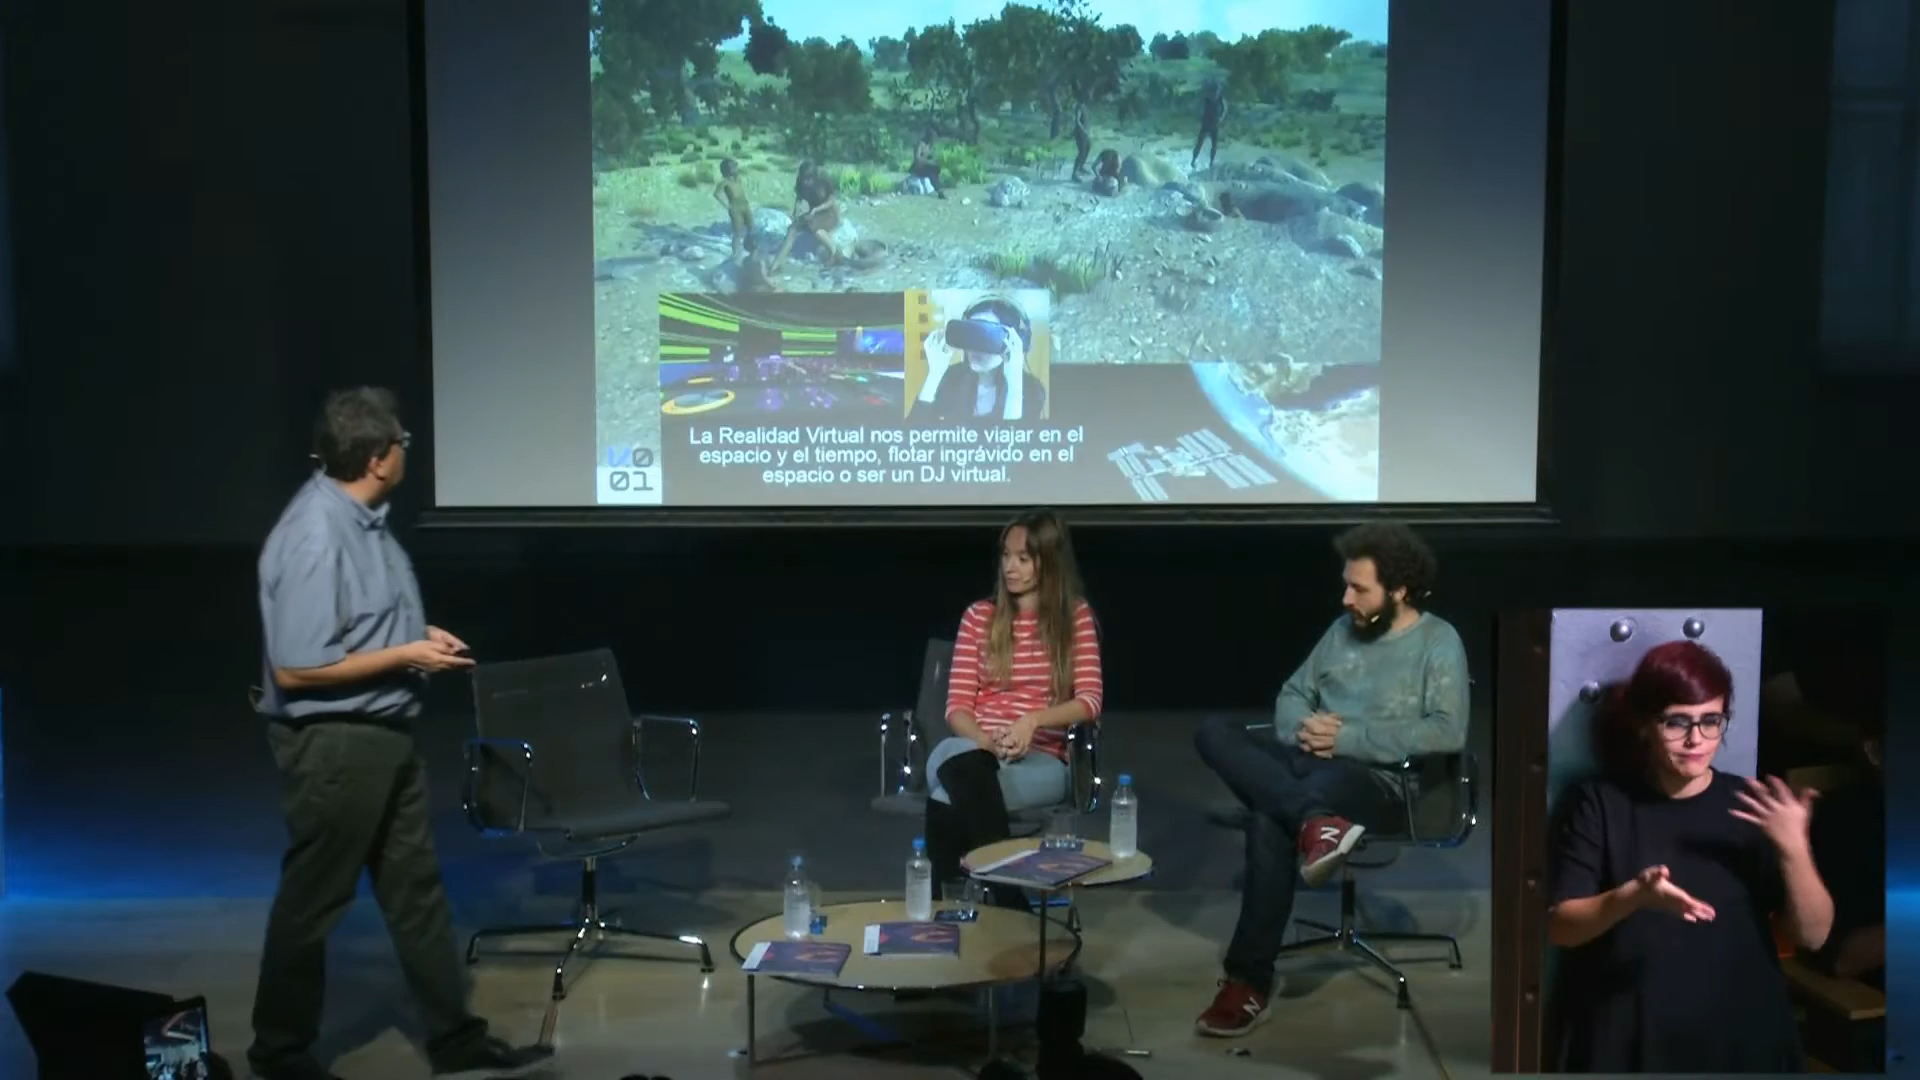 La Realidad Virtual nos permite viajar en el
espacio y el tiempo, flotar ingrávido en el
espacio o ser un DJ virtual.
V.0
01
N
N